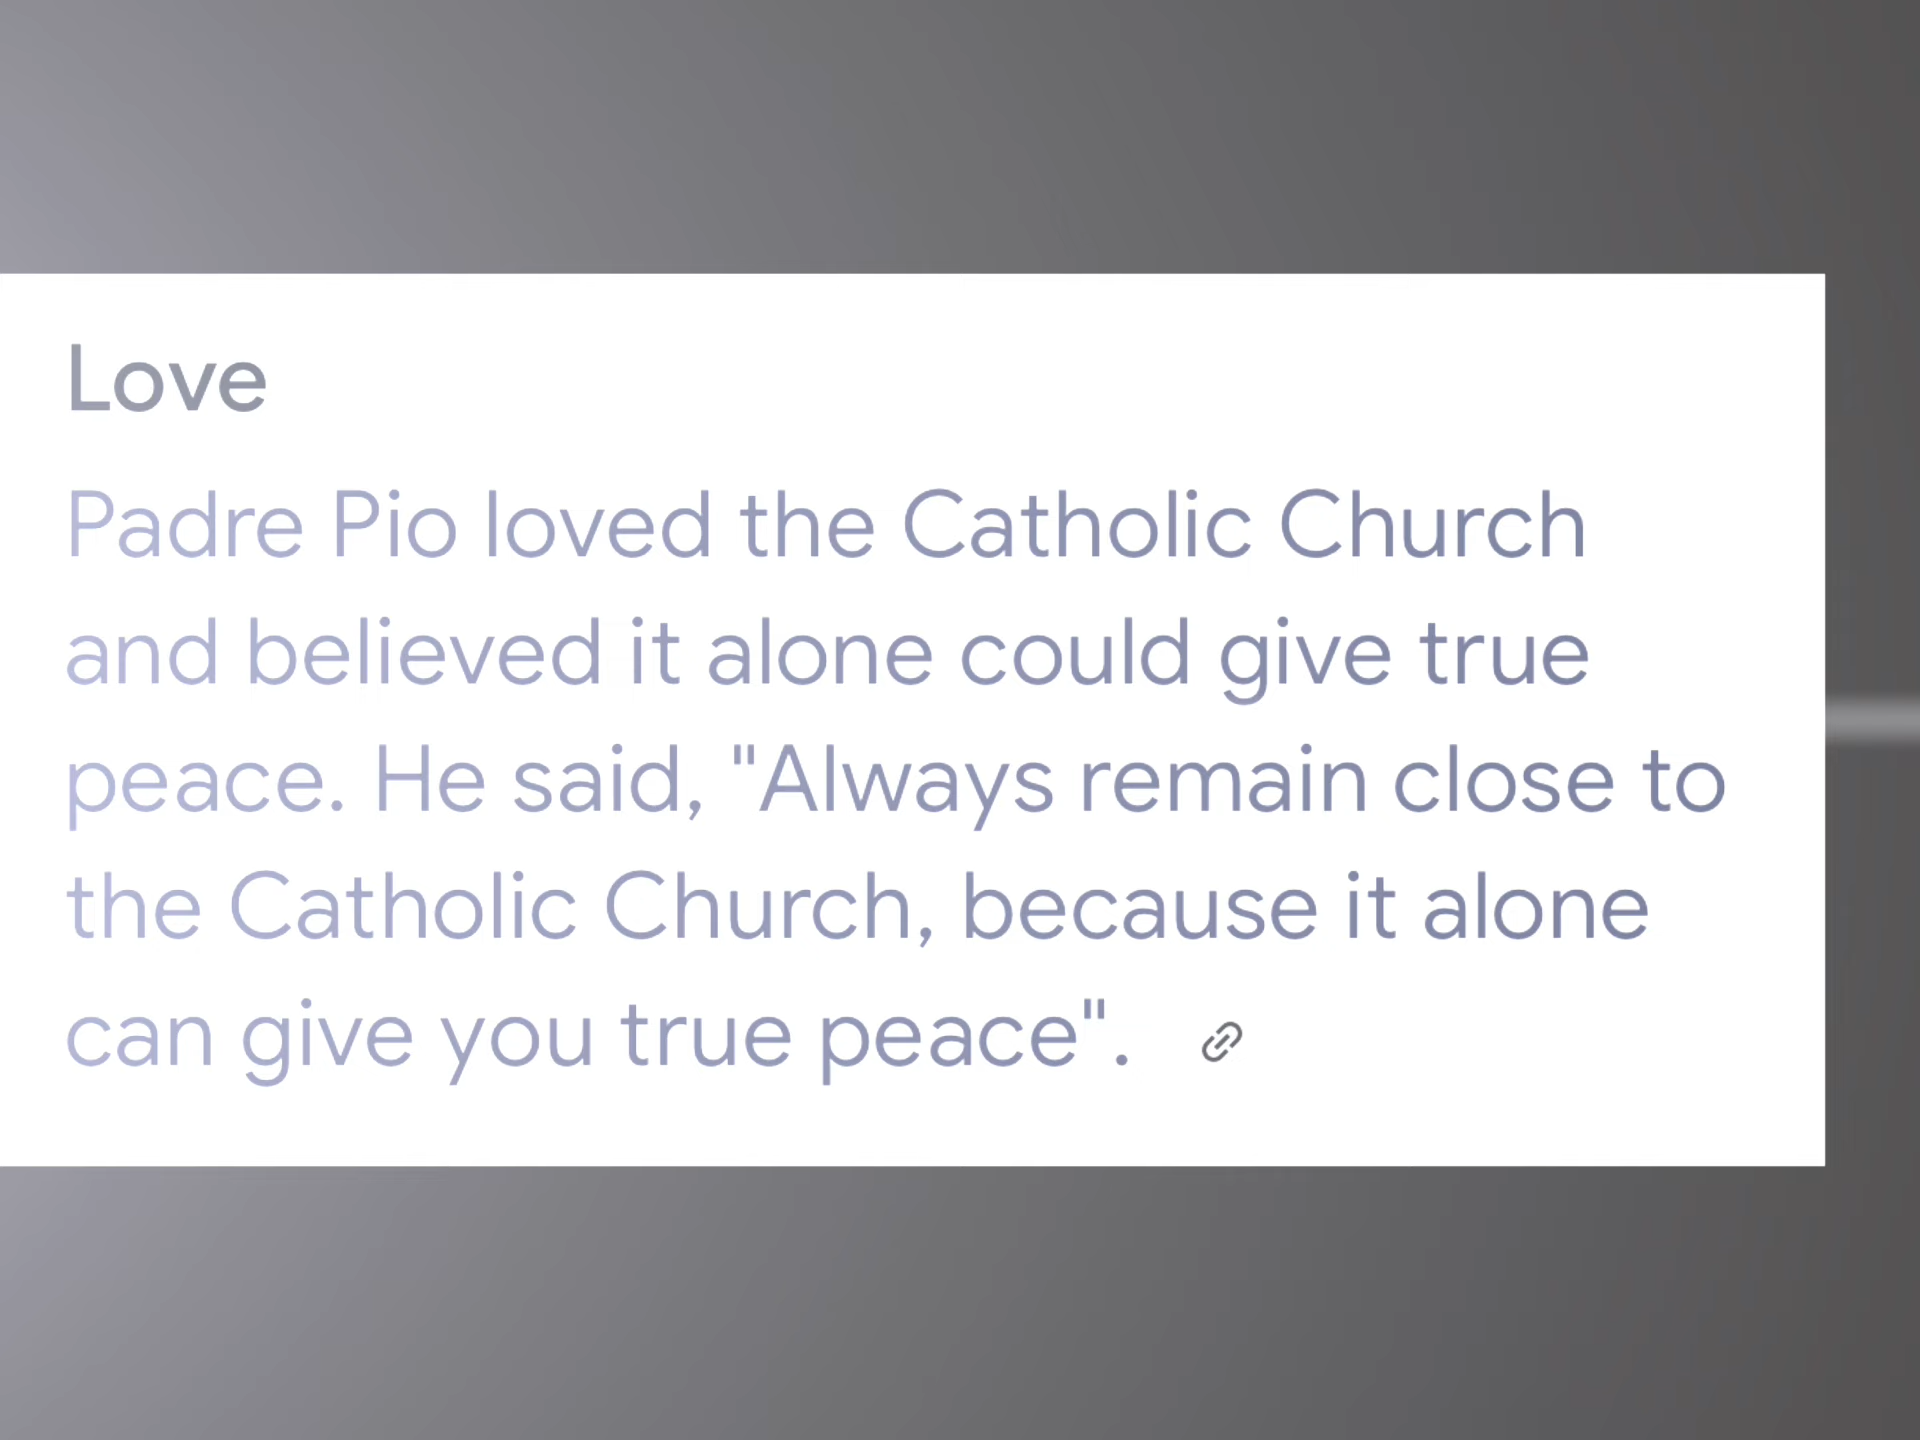 Love
Padre Pio loved the Catholic Church
and believed it alone could give true
peace. He said, "Always remain close to
the Catholic Church, because it alone
can give you true peace".